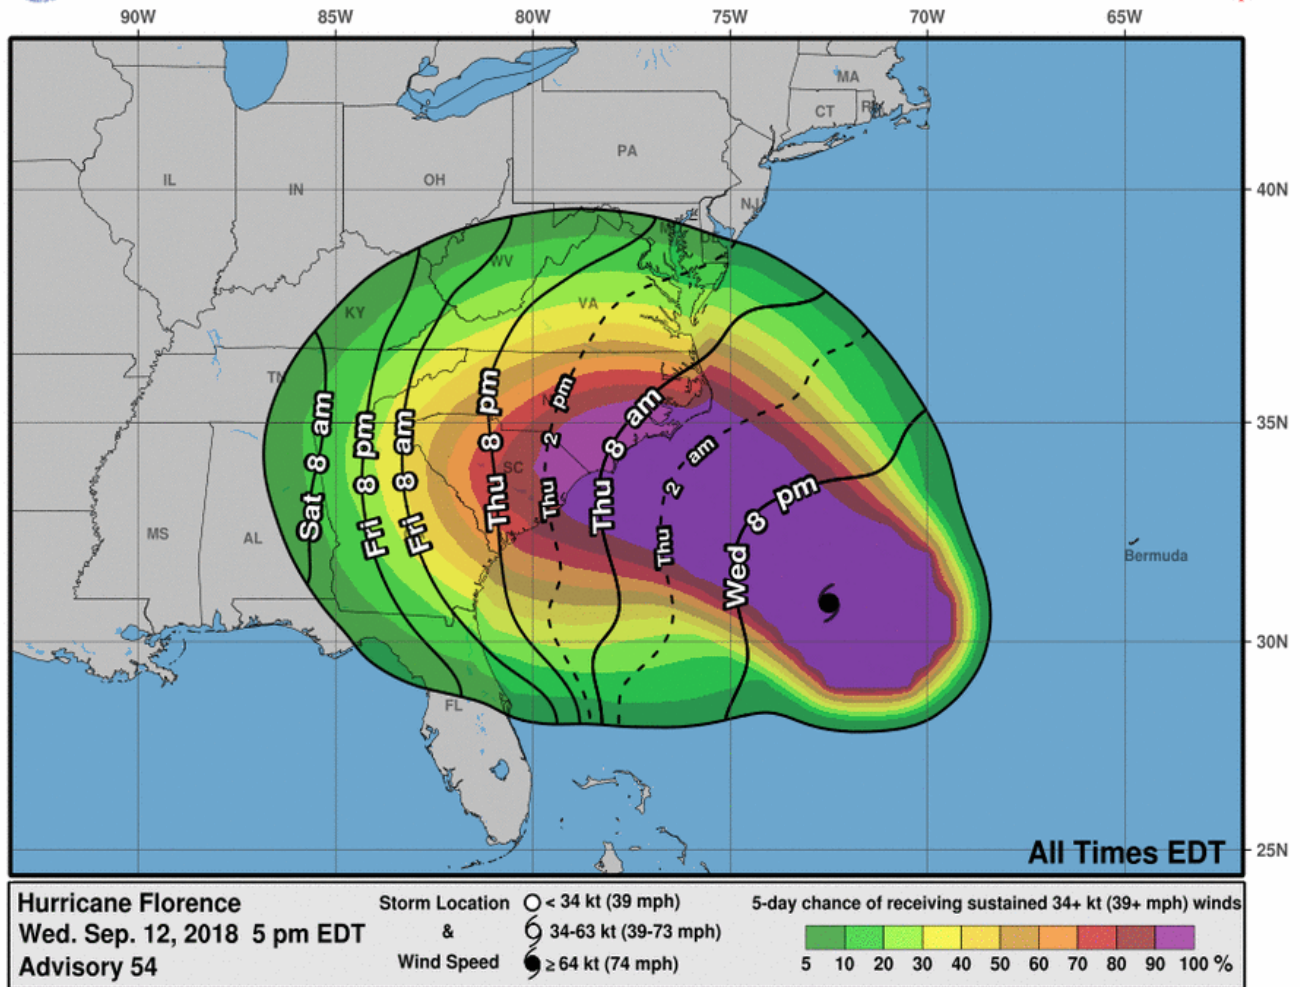 90W 85W 80W 75W 70W 65W
MA
CT RI
PA
40N
IL IN OH
NJ
MD DE
WV
VA
KY
TN
NC
35N
SC
MS AL
Bermuda
30N
FL
25N
Sat 8 am
Fri 8 pm
Fri 8 am
Thu 8 pm
Thu 2 pm
Thu 8 am
Thu 2 am
Wed 8 pm
All Times EDT
Hurricane Florence
Wed. Sep. 12, 2018 5 pm EDT
Advisory 54
Storm Location
&
Wind Speed
< 34 kt (39 mph)
34-63 kt (39-73 mph)
≥ 64 kt (74 mph)
5-day chance of receiving sustained 34+ kt (39+ mph) winds
5 10 20 30 40 50 60 70 80 90 100 %